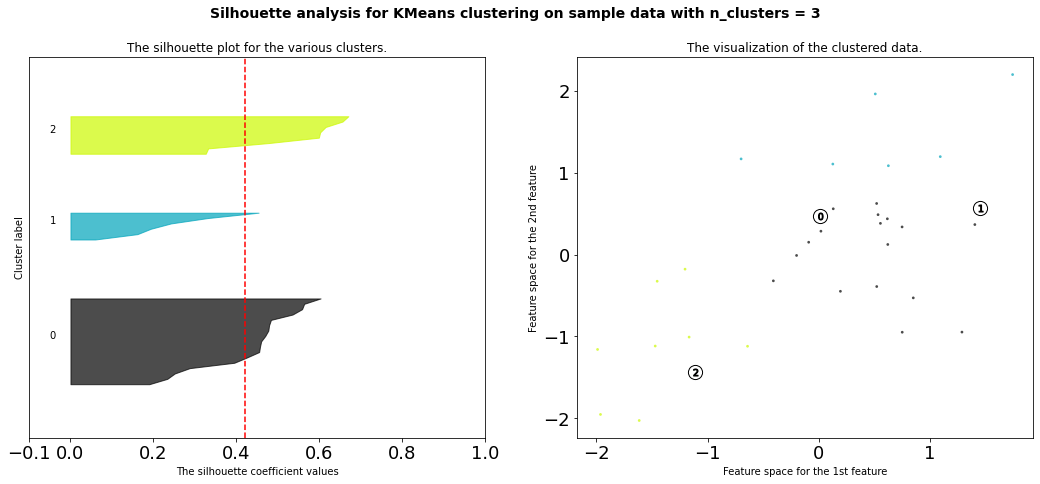 Silhouette analysis for KMeans clustering on sample data with n_clusters = 3
The silhouette plot for the various clusters.
2
1
0
Cluster label
−0.1 0.0 0.2 0.4 0.6 0.8 1.0
The silhouette coefficient values
The visualization of the clustered data.
2
1
0
−1
−2
Feature space for the 2nd feature
0
1
2
−2 −1 0 1
Feature space for the 1st feature